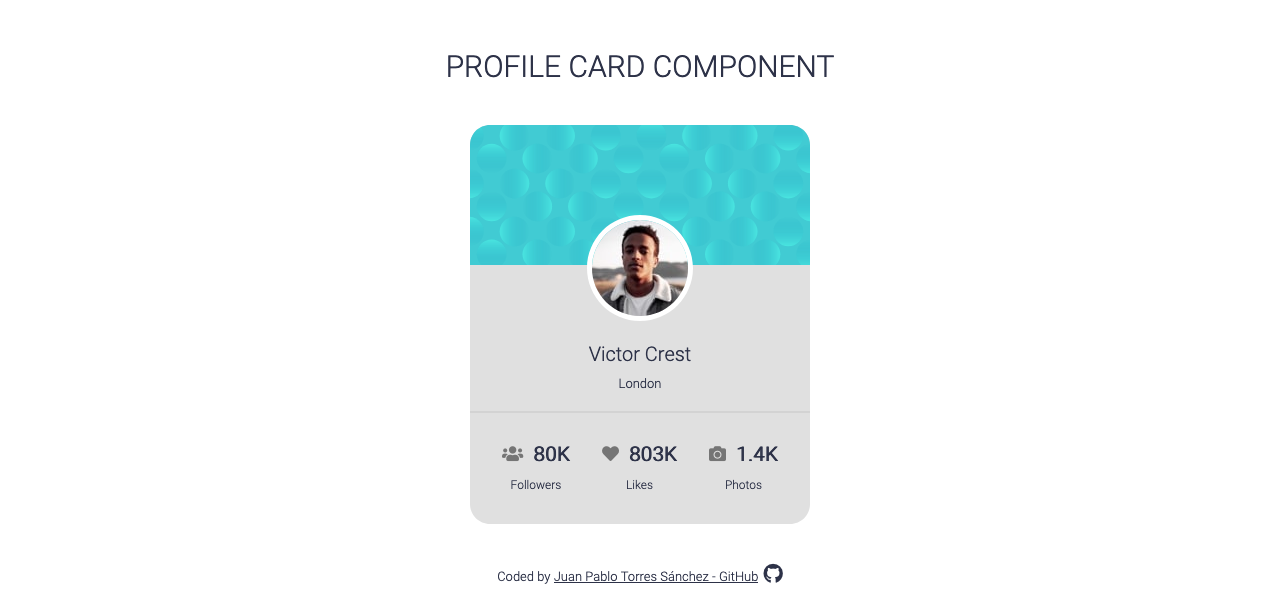 PROFILE CARD COMPONENT
Victor Crest
London
80K 803K 1.4K
Followers Likes Photos
Coded by Juan Pablo Torres Sánchez - GitHub